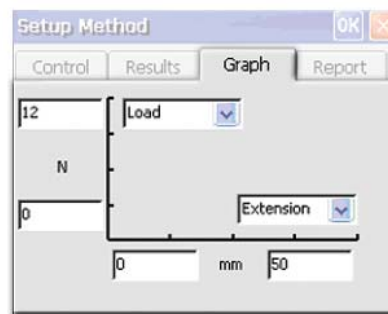 Setup Method OK
Control Results Graph Report
12 Load
N
0 Extension
0 mm 50